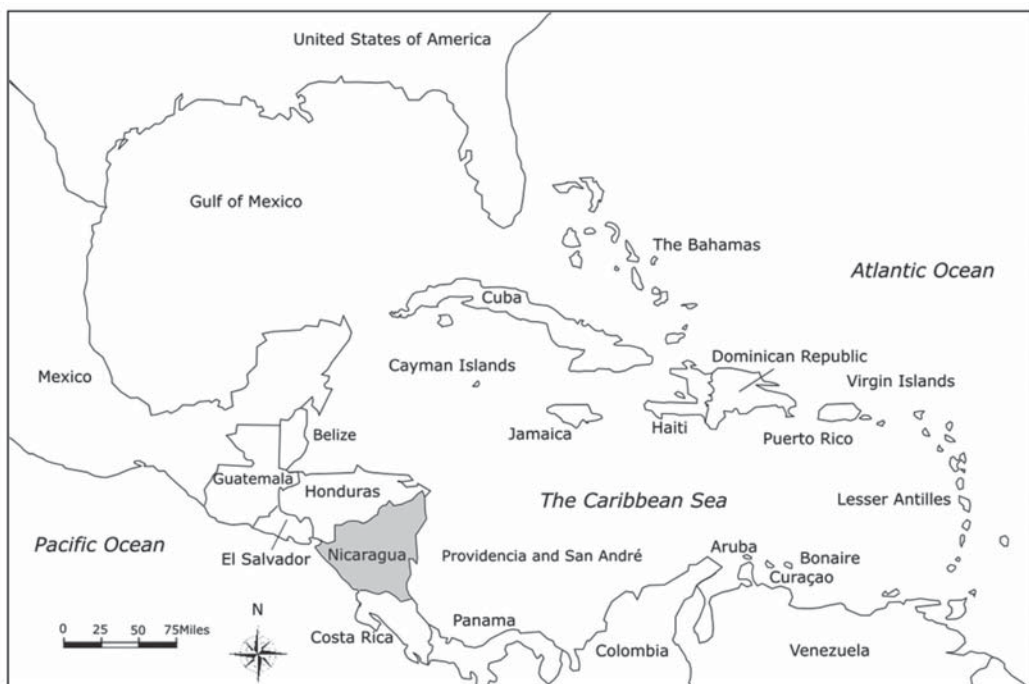 United States of America
Gulf of Mexico
The Bahamas
Atlantic Ocean
Cuba
Mexico
Cayman Islands
Dominican Republic
Virgin Islands
Belize
Jamaica
Haiti
Puerto Rico
Guatemala
Honduras
The Caribbean Sea
Lesser Antilles
Pacific Ocean
El Salvador
Nicaragua
Providencia and San André
Aruba
Bonaire
Curaçao
N
Panama
0 25 50 75Miles
Costa Rica
Colombia
Venezuela